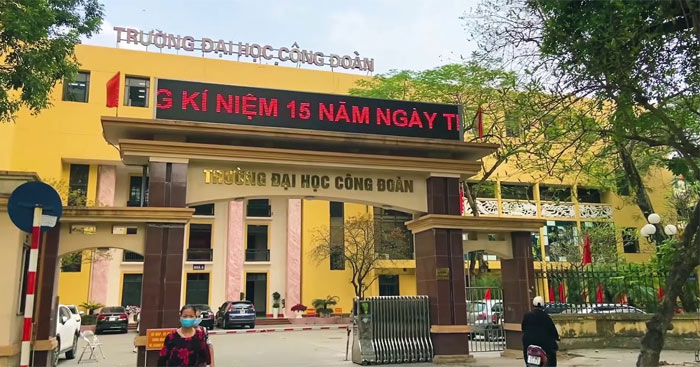 TRƯỜNG ĐẠI HỌC CÔNG ĐOÀN
G KỈ NIỆM 15 NĂM NGÀY T
TRƯỜNG ĐẠI HỌC CÔNG ĐOÀN